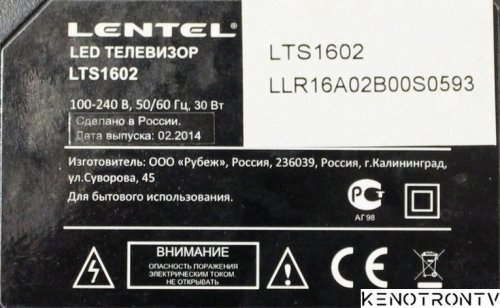 LENTEL
LED ТЕЛЕВИЗОР
LTS1602
100-240 В, 50/60 Гц, 30 Вт
Сделано в России.
Дата выпуска: 02.2014
LTS1602
LLR16A02B00S0593
Изготовитель: ООО «Рубеж», Россия, 236039, Россия, г.Калининград,
ул.Суворова, 45
Для бытового использования.
АГ98
ВНИМАНИЕ
ОПАСНОСТЬ ПОРАЖЕНИЯ
ЭЛЕКТРИЧЕСКИМ ТОКОМ.
НЕ ОТКРЫВАТЬ
KENOTRONTV